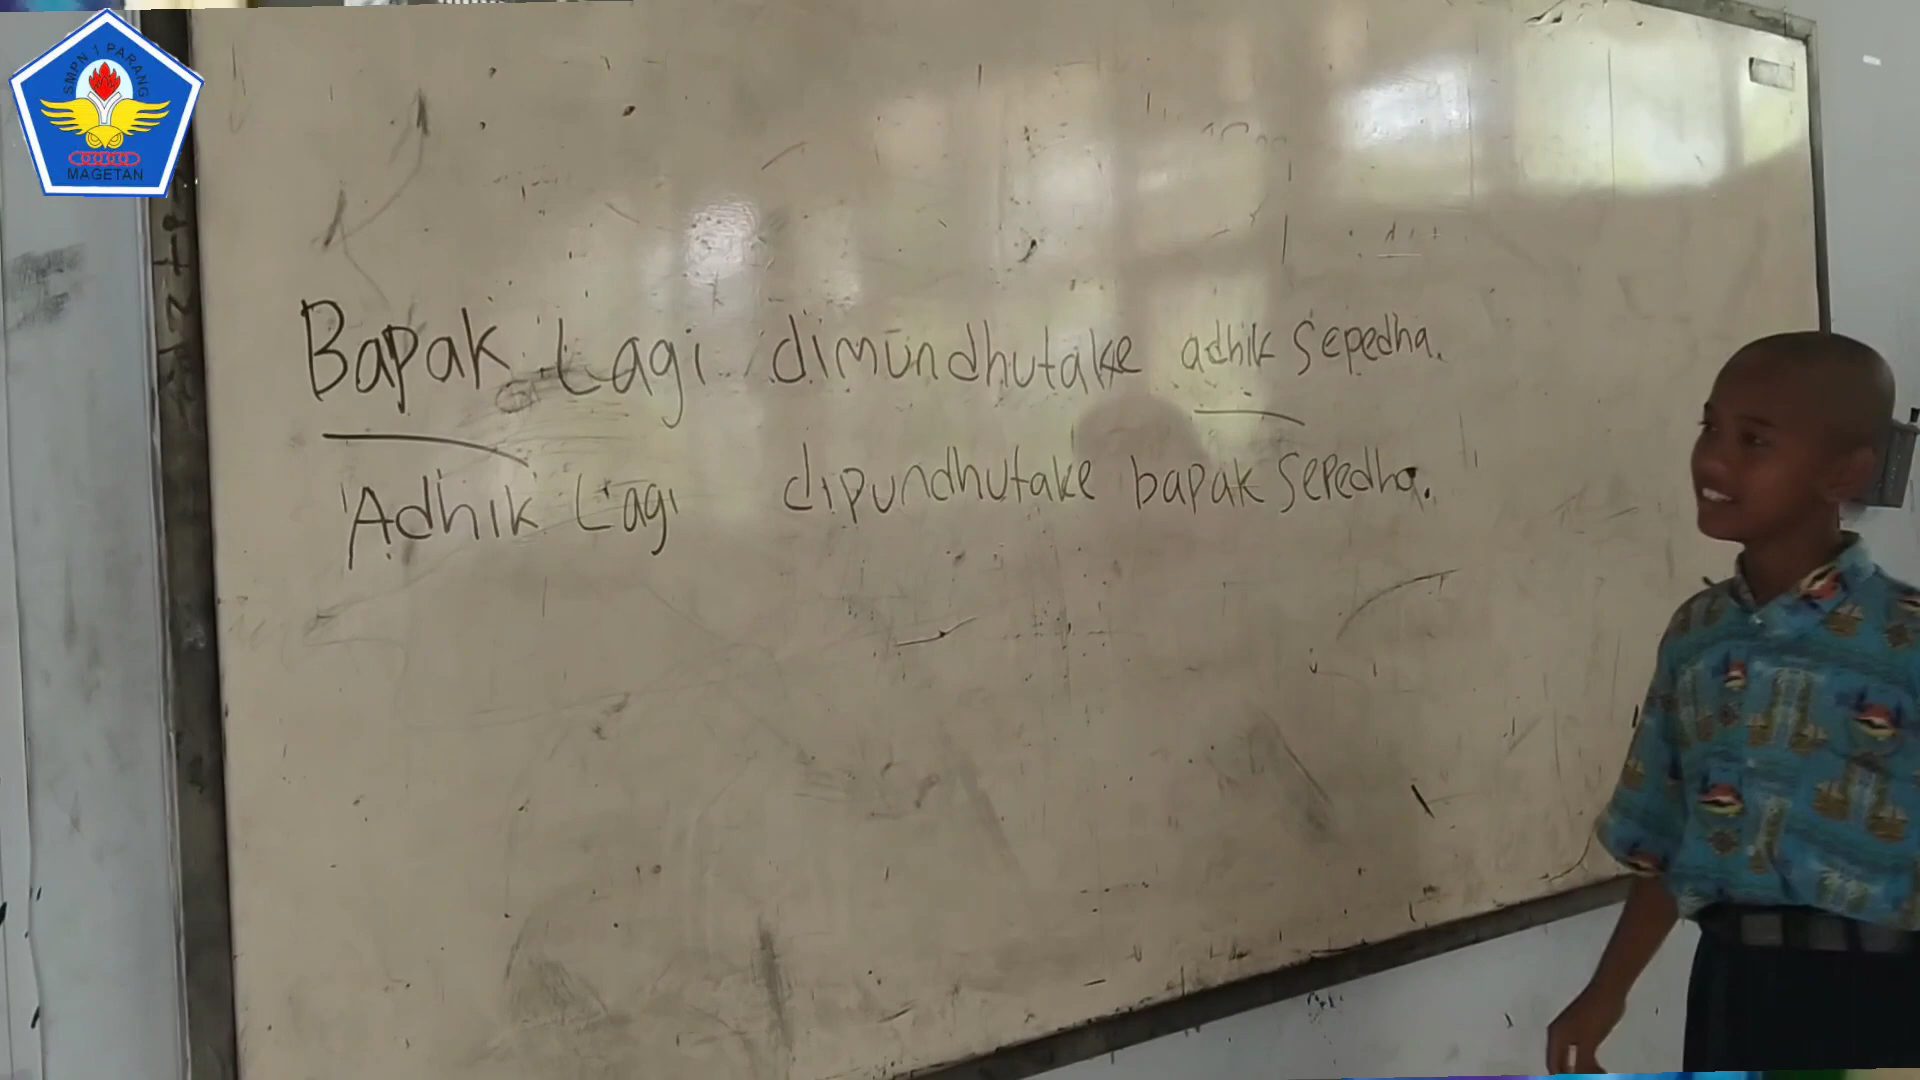 SMPN 1 PARANG
MAGETAN
Bapak Lagi dimundhutake adhik sepedha.
Adhik Lagi dipundhutake bapak sepedha.